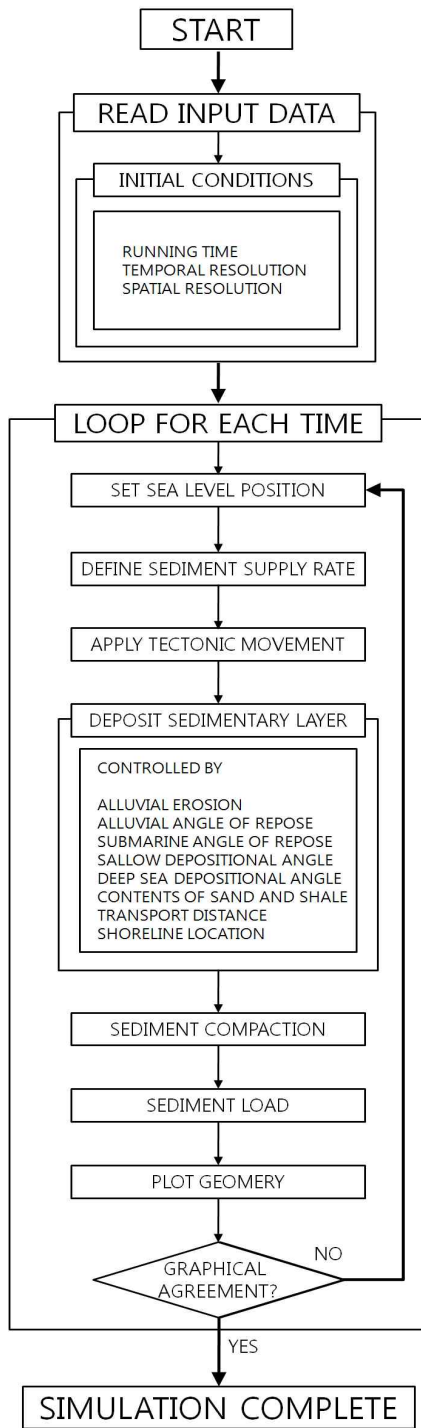 START
READ INPUT DATA
INITIAL CONDITIONS
RUNNING TIME
TEMPORAL RESOLUTION
SPATIAL RESOLUTION
LOOP FOR EACH TIME
SET SEA LEVEL POSITION
DEFINE SEDIMENT SUPPLY RATE
APPLY TECTONIC MOVEMENT
DEPOSIT SEDIMENTARY LAYER
CONTROLLED BY
ALLUVIAL EROSION
ALLUVIAL ANGLE OF REPOSE
SUBMARINE ANGLE OF REPOSE
SALLOW DEPOSITIONAL ANGLE
DEEP SEA DEPOSITIONAL ANGLE
CONTENTS OF SAND AND SHALE
TRANSPORT DISTANCE
SHORELINE LOCATION
SEDIMENT COMPACTION
SEDIMENT LOAD
PLOT GEOMERY
NO
GRAPHICAL
AGREEMENT?
YES
SIMULATION COMPLETE